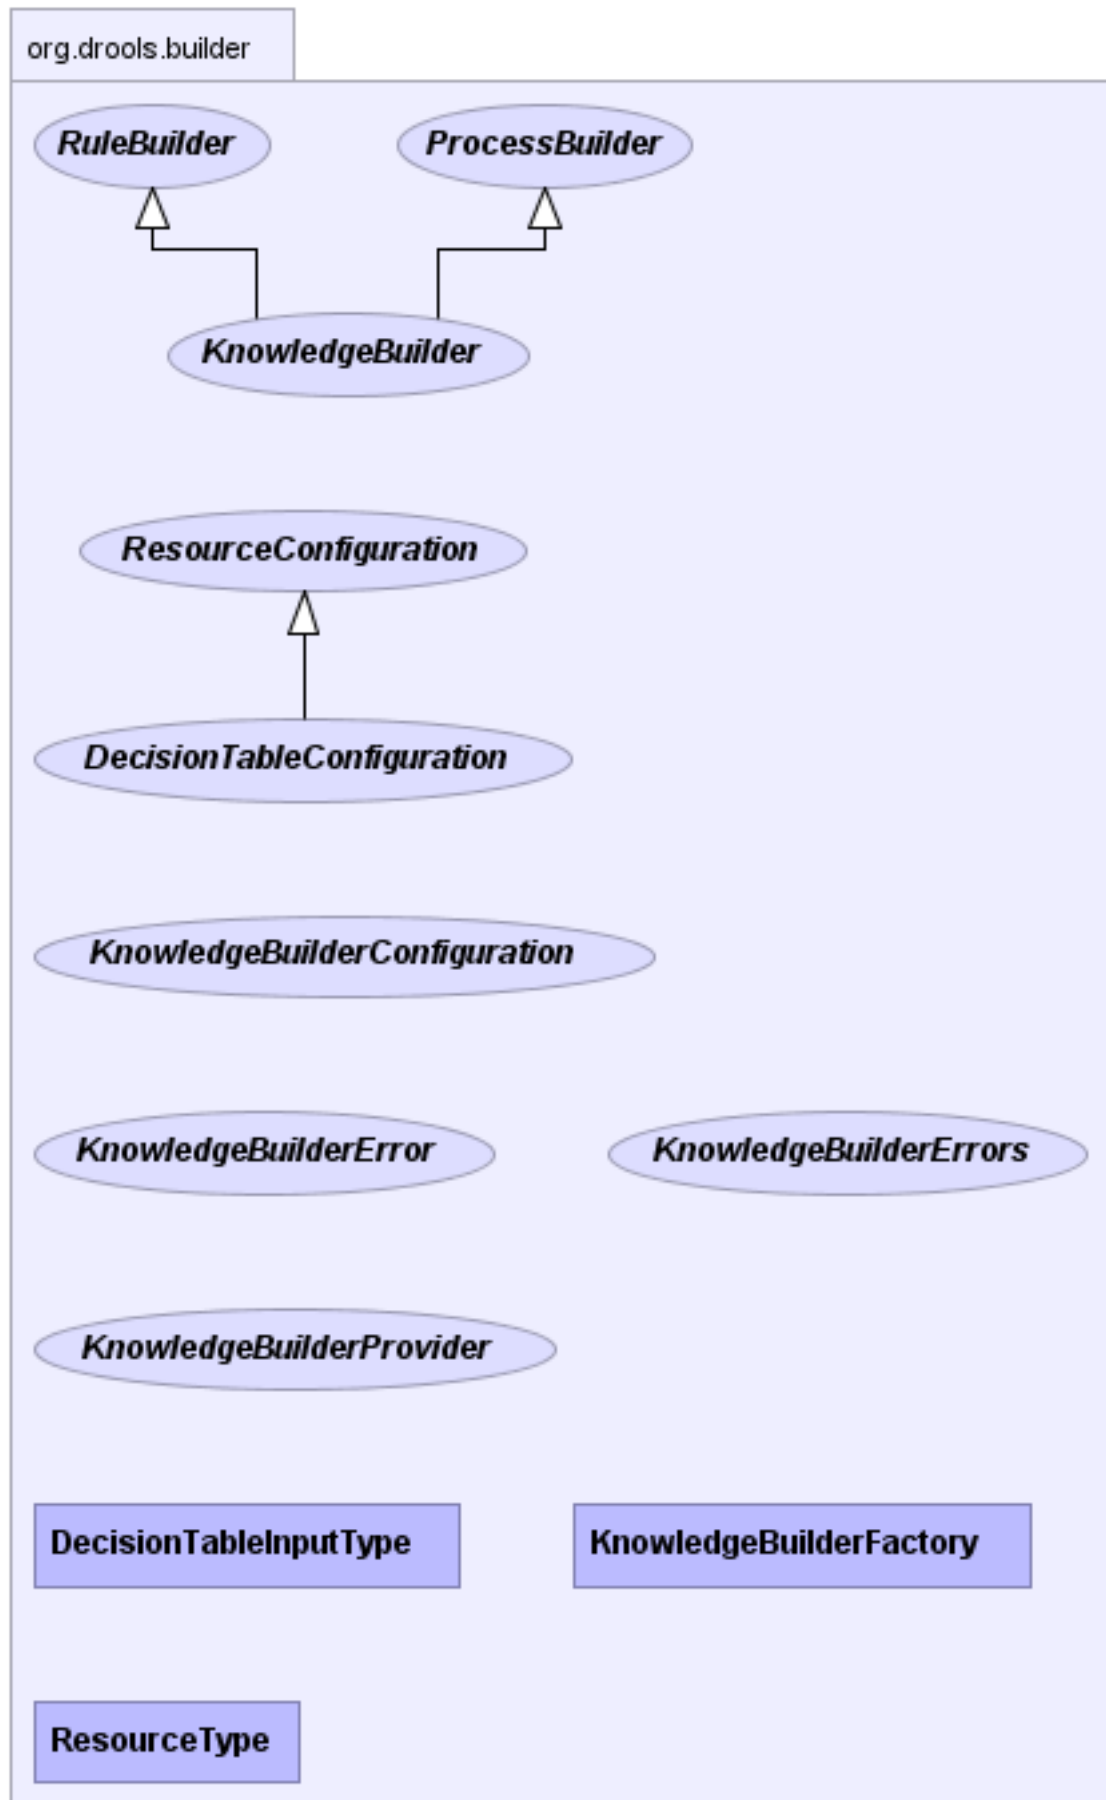 org.drools.builder
RuleBuilder
ProcessBuilder
KnowledgeBuilder
ResourceConfiguration
DecisionTableConfiguration
KnowledgeBuilderConfiguration
KnowledgeBuilderError
KnowledgeBuilderErrors
KnowledgeBuilderProvider
DecisionTableInputType
KnowledgeBuilderFactory
ResourceType